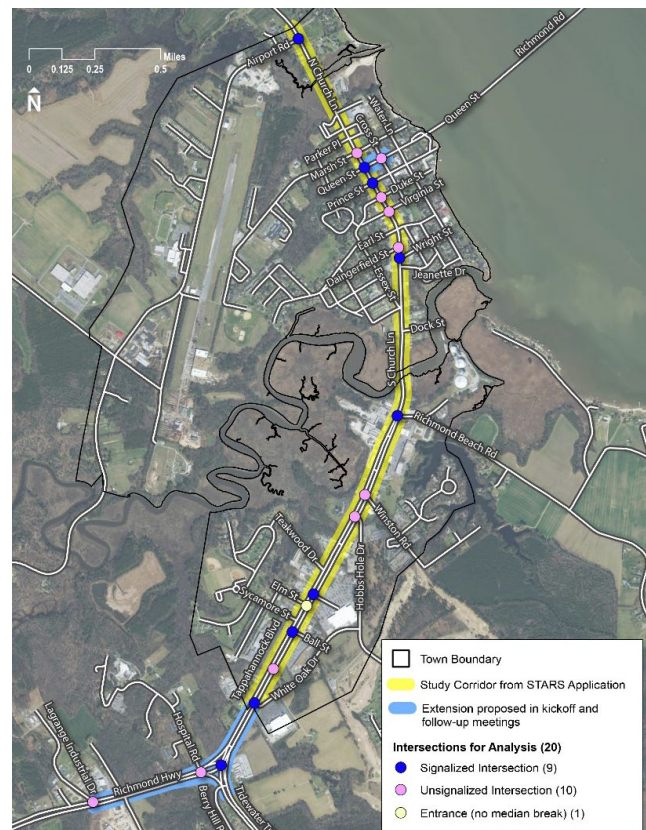 Airport Rd
Miles
0 0.125 0.25 0.5
N
N Church Ln
Richmond Rd
Queen St
Water Ln
Cross St
Parker Pl
Marsh St
Queen St
Prince St
Duke St
Virginia St
Earl St
Daingerfield St
Wright St
Jeanette Dr
Essex St
Dock St
S Church Ln
Richmond Beach Rd
Winston Rd
Teakwood Dr
Hobbs Hole Dr
Elm St
Sycamore St
Ball St
Tappahannock Blvd
White Oak Dr
Lagrange Industrial Dr
Hospital Rd
Richmond Hwy
Berry Hill R
Tidewater T
Town Boundary
Study Corridor from STARS Application
Extension proposed in kickoff and
follow-up meetings
Intersections for Analysis (20)
Signalized Intersection (9)
Unsignalized Intersection (10)
Entrance (no median break) (1)